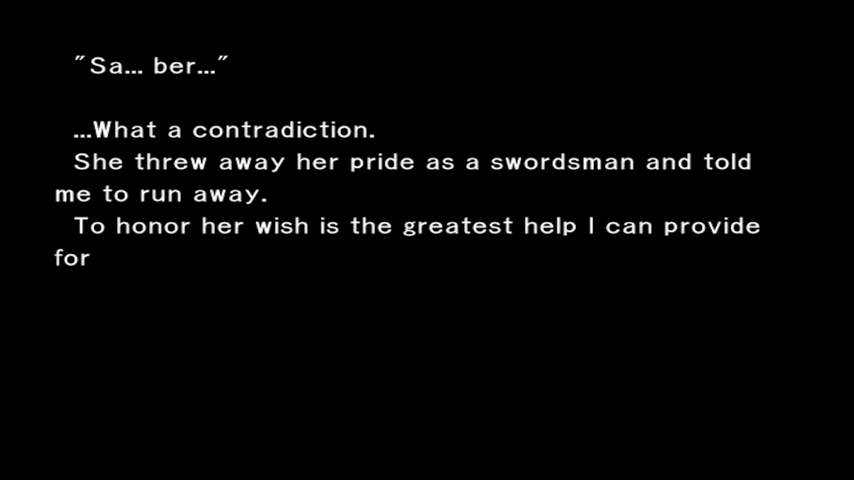 "Sa... ber..."
...What a contradiction.
She threw away her pride as a swordsman and told
me to run away.
To honor her wish is the greatest help I can provide
for